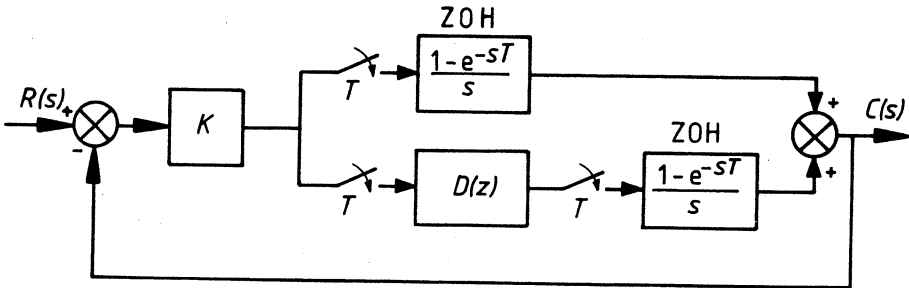 ZOH
1-e^{-sT}
s
T
R(s)
+
-
K
+
+
C(s)
ZOH
D(z)
T
T
1-e^{-sT}
s